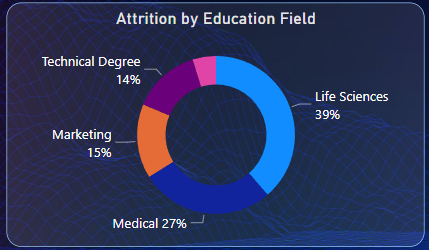 Attrition by Education Field
Technical Degree
14%
Life Sciences
39%
Marketing
15%
Medical 27%